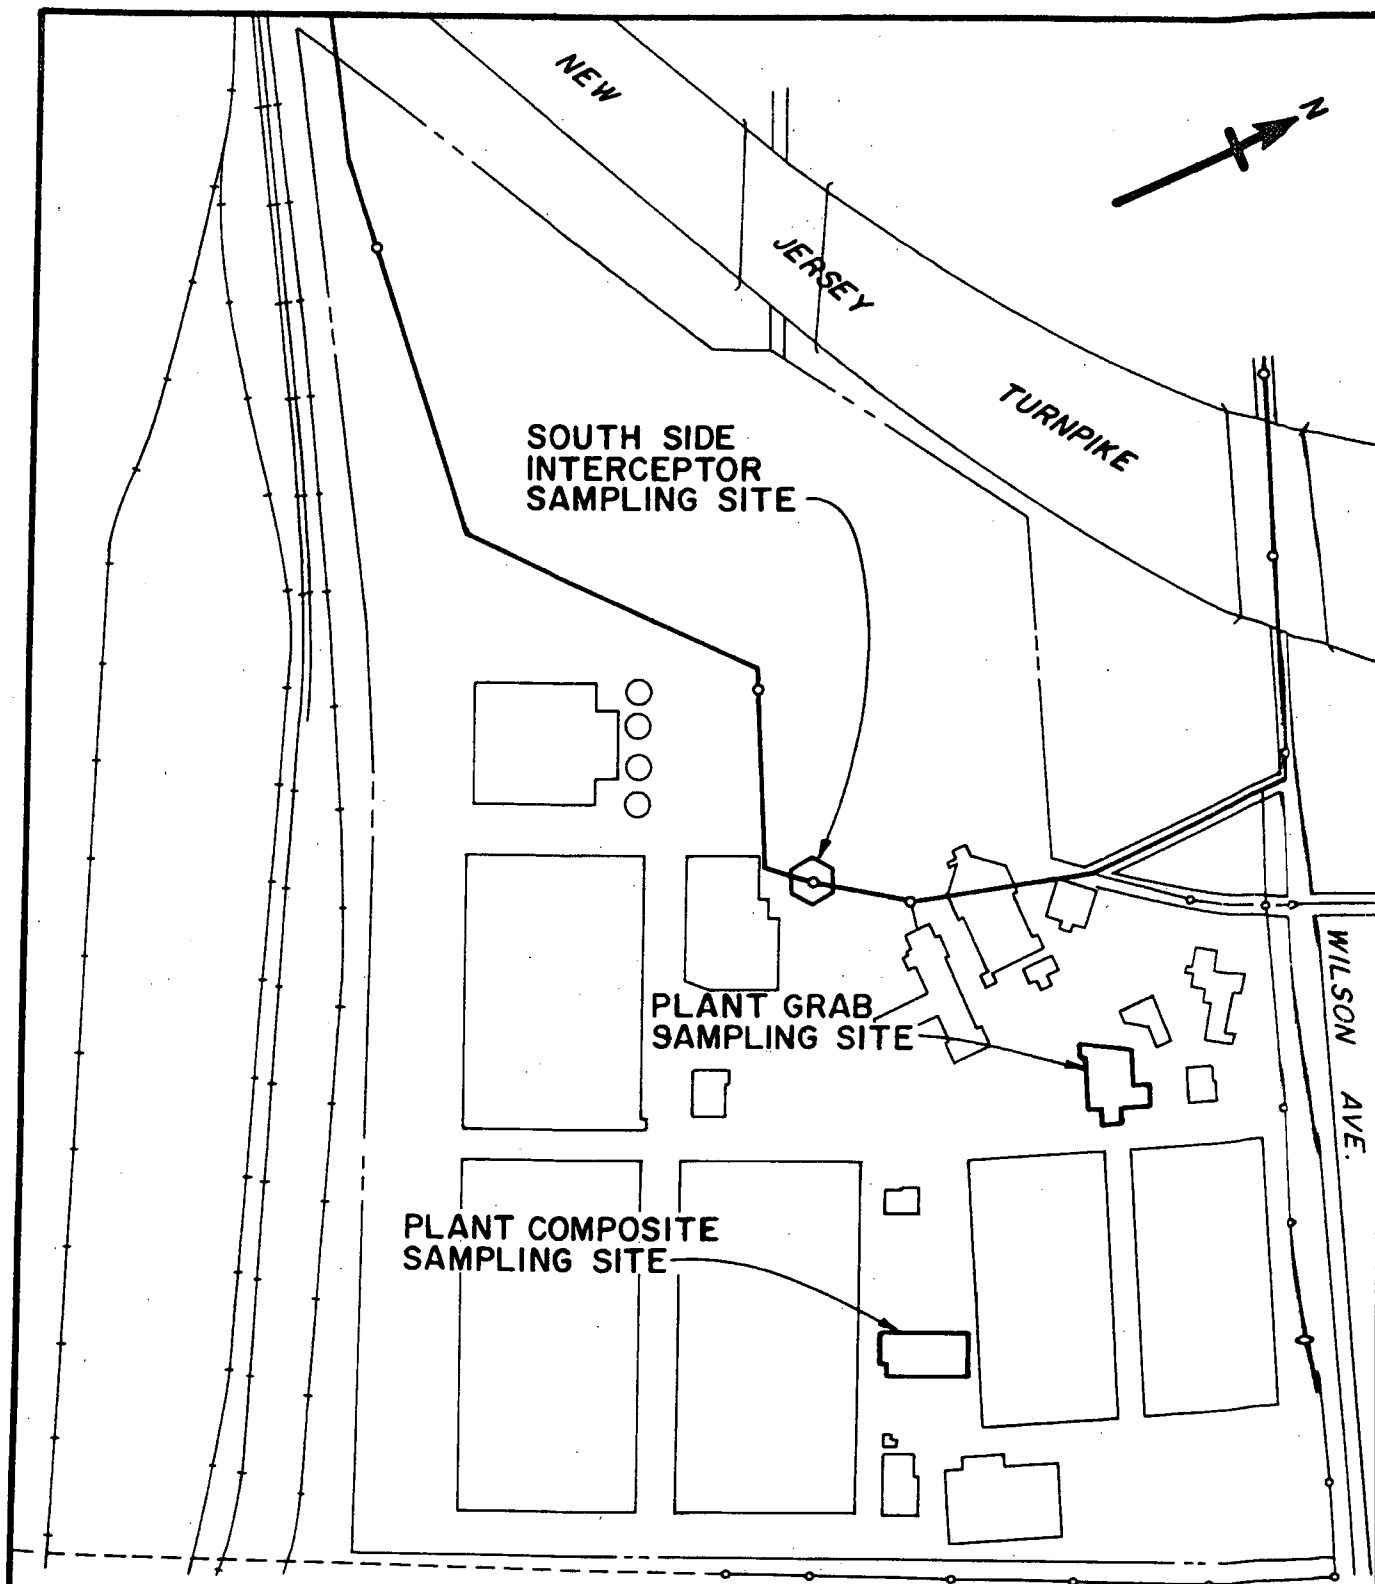 NEW
N
JERSEY
TURNPIKE
SOUTH SIDE
INTERCEPTOR
SAMPLING SITE
WILSON AVE.
PLANT GRAB
SAMPLING SITE
PLANT COMPOSITE
SAMPLING SITE